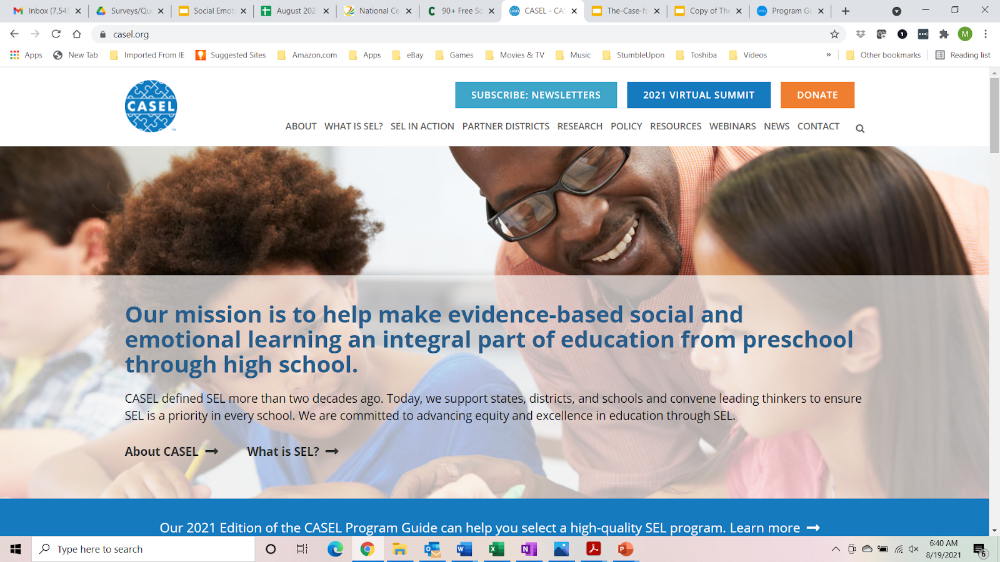 Inbox (7,545
Surveys/Qu
Social Emot
August 202
National Ce
90+ Free So
CASEL - CAS
The-Case-fo
Copy of The
Program Gu
casel.org
1
M
Apps
New Tab
Imported From IE
Suggested Sites
Amazon.com
Apps
eBay
Games
Movies & TV
Music
StumbleUpon
Toshiba
Videos
»
Other bookmarks
Reading list
CASEL
TM
SUBSCRIBE: NEWSLETTERS
2021 VIRTUAL SUMMIT
DONATE
ABOUT WHAT IS SEL? SEL IN ACTION PARTNER DISTRICTS RESEARCH POLICY RESOURCES WEBINARS NEWS CONTACT
Our mission is to help make evidence-based social and
emotional learning an integral part of education from preschool
through high school.
CASEL defined SEL more than two decades ago. Today, we support states, districts, and schools and convene leading thinkers to ensure
SEL is a priority in every school. We are committed to advancing equity and excellence in education through SEL.
About CASEL
What is SEL?
Our 2021 Edition of the CASEL Program Guide can help you select a high-quality SEL program. Learn more
Type here to search
6:40 AM
8/19/2021
6